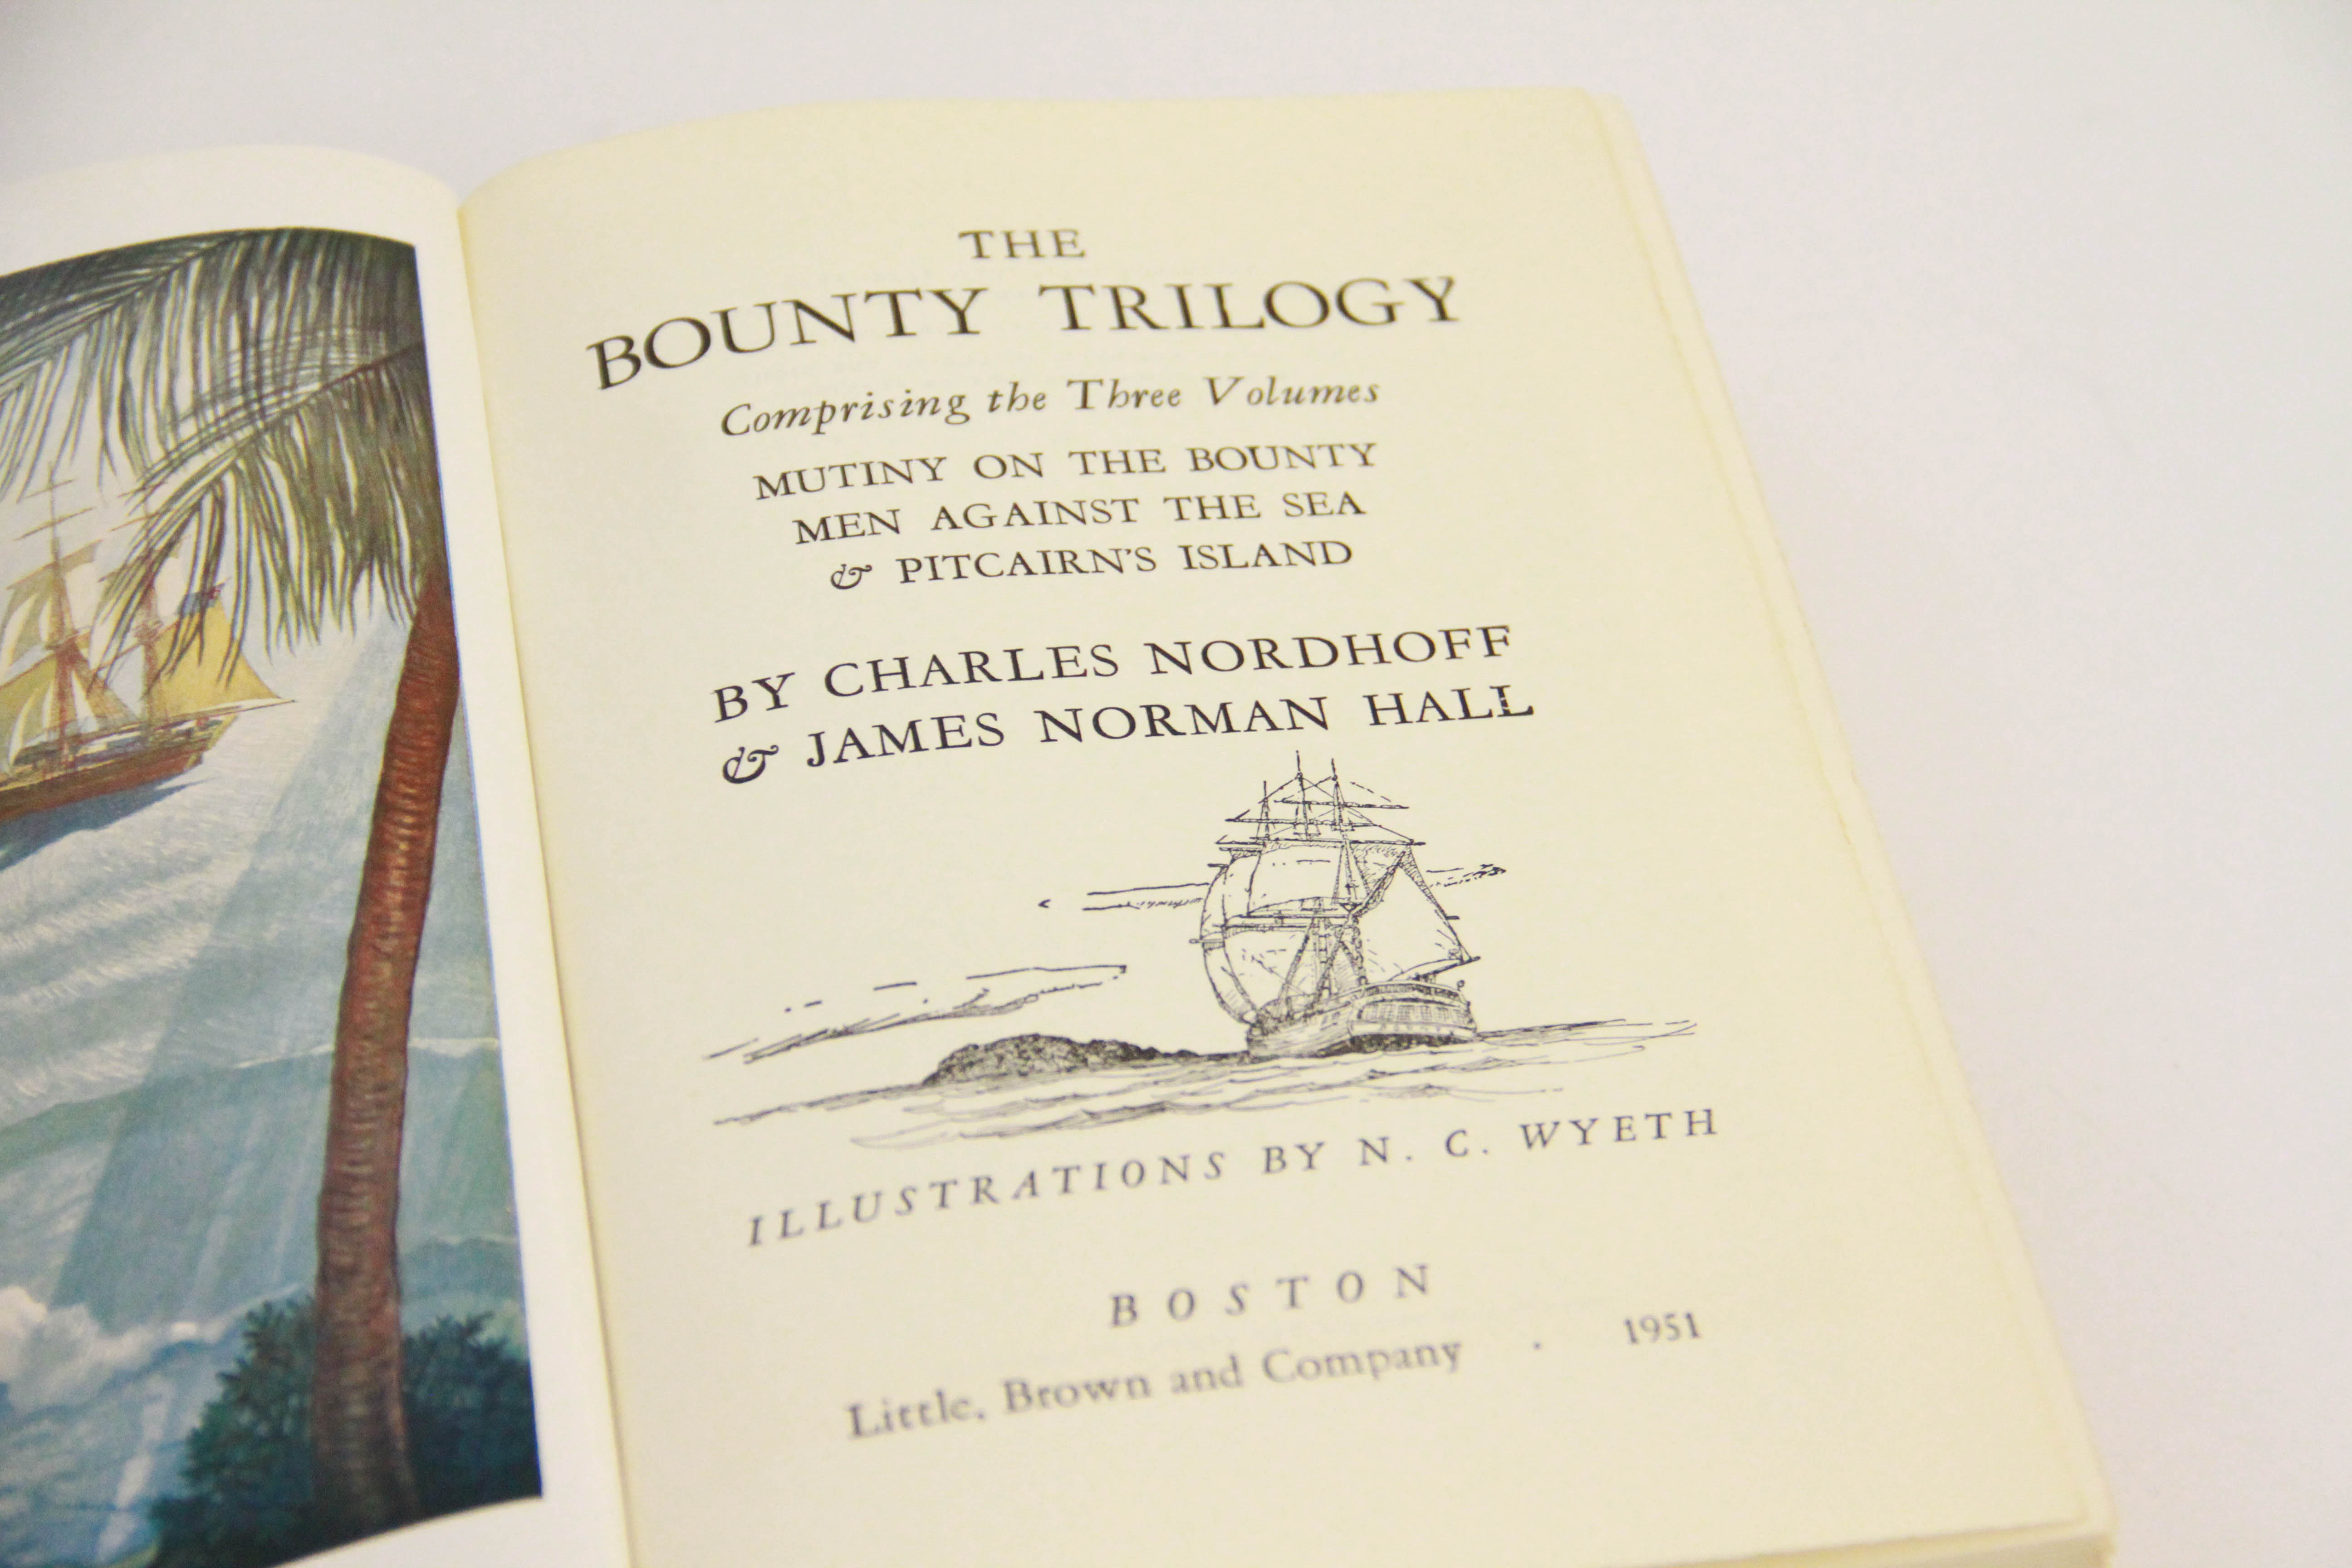 THE
BOUNTY TRILOGY
Comprising the Three Volumes
MUTINY ON THE BOUNTY
MEN AGAINST THE SEA
& PITCAIRN'S ISLAND
BY CHARLES NORDHOFF
& JAMES NORMAN HALL
ILLUSTRATIONS BY N. C. WYETH
BOSTON
Little, Brown and Company · 1951